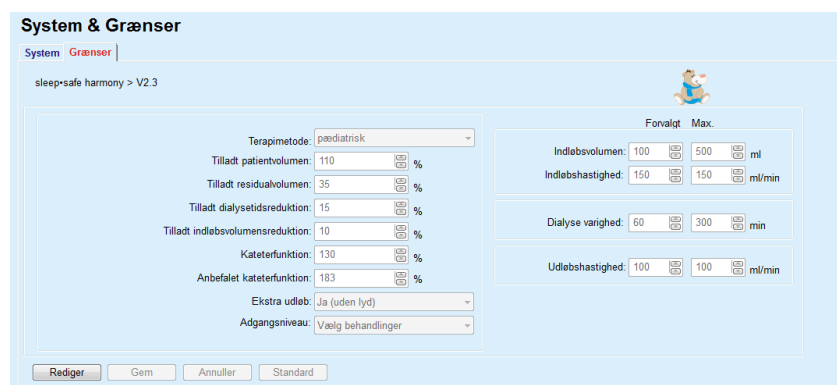 System & Grænser
System Grænser
sleep•safe harmony > V2.3
Terapimetode: pædiatrisk
Tilladt patientvolumen: 110 %
Tilladt residualvolumen: 35 %
Tilladt dialysetidsreduktion: 15 %
Tilladt indløbsvolumensreduktion: 10 %
Kateterfunktion: 130 %
Anbefalet kateterfunktion: 183 %
Ekstra udløb: Ja (uden lyd)
Adgangsniveau: Vælg behandlinger
Forvalgt Max.
Indløbsvolumen: 100 500 ml
Indløbshastighed: 150 150 ml/min
Dialyse varighed: 60 300 min
Udløbshastighed: 100 100 ml/min
Rediger Gem Annuller Standard